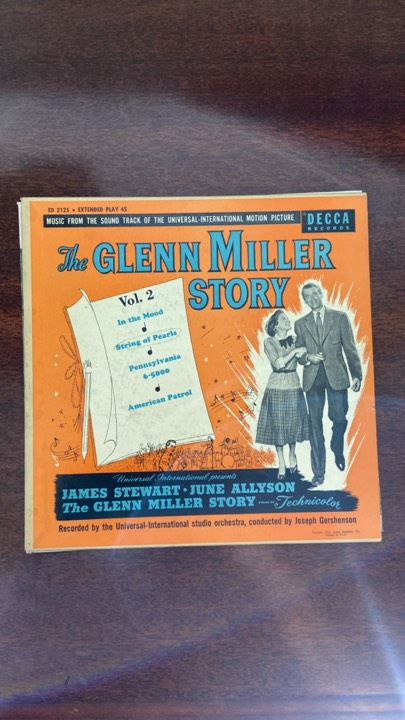 ED 2125 • EXTENDED PLAY 45
MUSIC FROM THE SOUND TRACK OF THE UNIVERSAL-INTERNATIONAL MOTION PICTURE
DECCA
RECORDS
The GLENN MILLER
STORY
Vol. 2
In the Mood
String of Pearls
Pennsylvania
6-5000
American Patrol
Universal International presents
JAMES STEWART • JUNE ALLYSON
The GLENN MILLER STORY
Technicolor
Recorded by the Universal-International studio orchestra, conducted by Joseph Gershenson